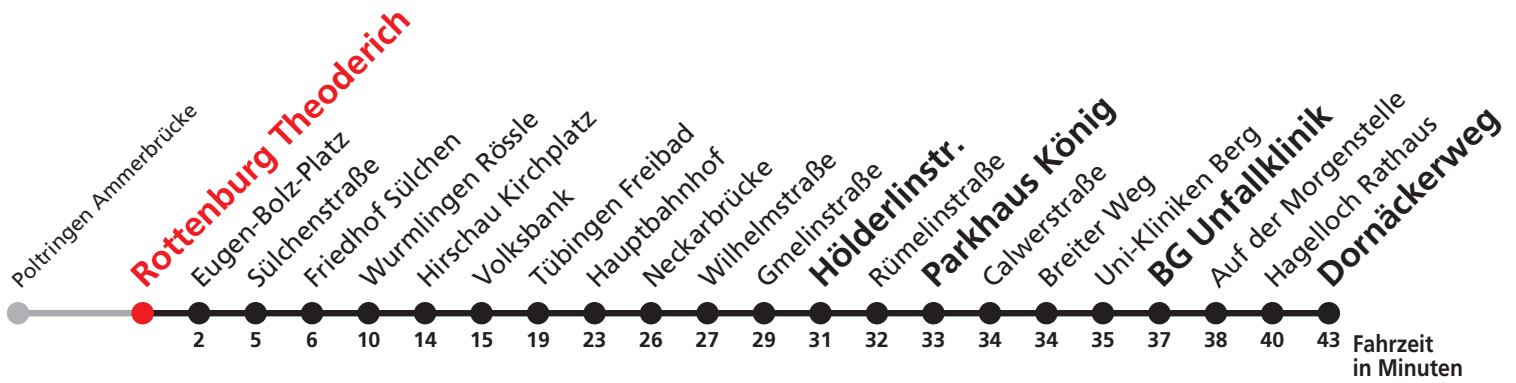 Poltringen Ammerbrücke
Rottenburg Theoderich
Eugen-Bolz-Platz
Sülchenstraße
Friedhof Sülchen
Wurmlingen Rössle
Hirschau Kirchplatz
Volksbank
Tübingen Freibad
Hauptbahnhof
Neckarbrücke
Wilhelmstraße
Gmelinstraße
Hölderlinstr.
Rümelinstraße
Parkhaus König
Calwerstraße
Breiter Weg
Uni-Kliniken Berg
BG Unfallklinik
Auf der Morgenstelle
Hagelloch Rathaus
Dornäckerweg
2 5 6 10 14 15 19 23 26 27 29 31 32 33 34 34 35 37 38 40 43
Fahrzeit
in Minuten